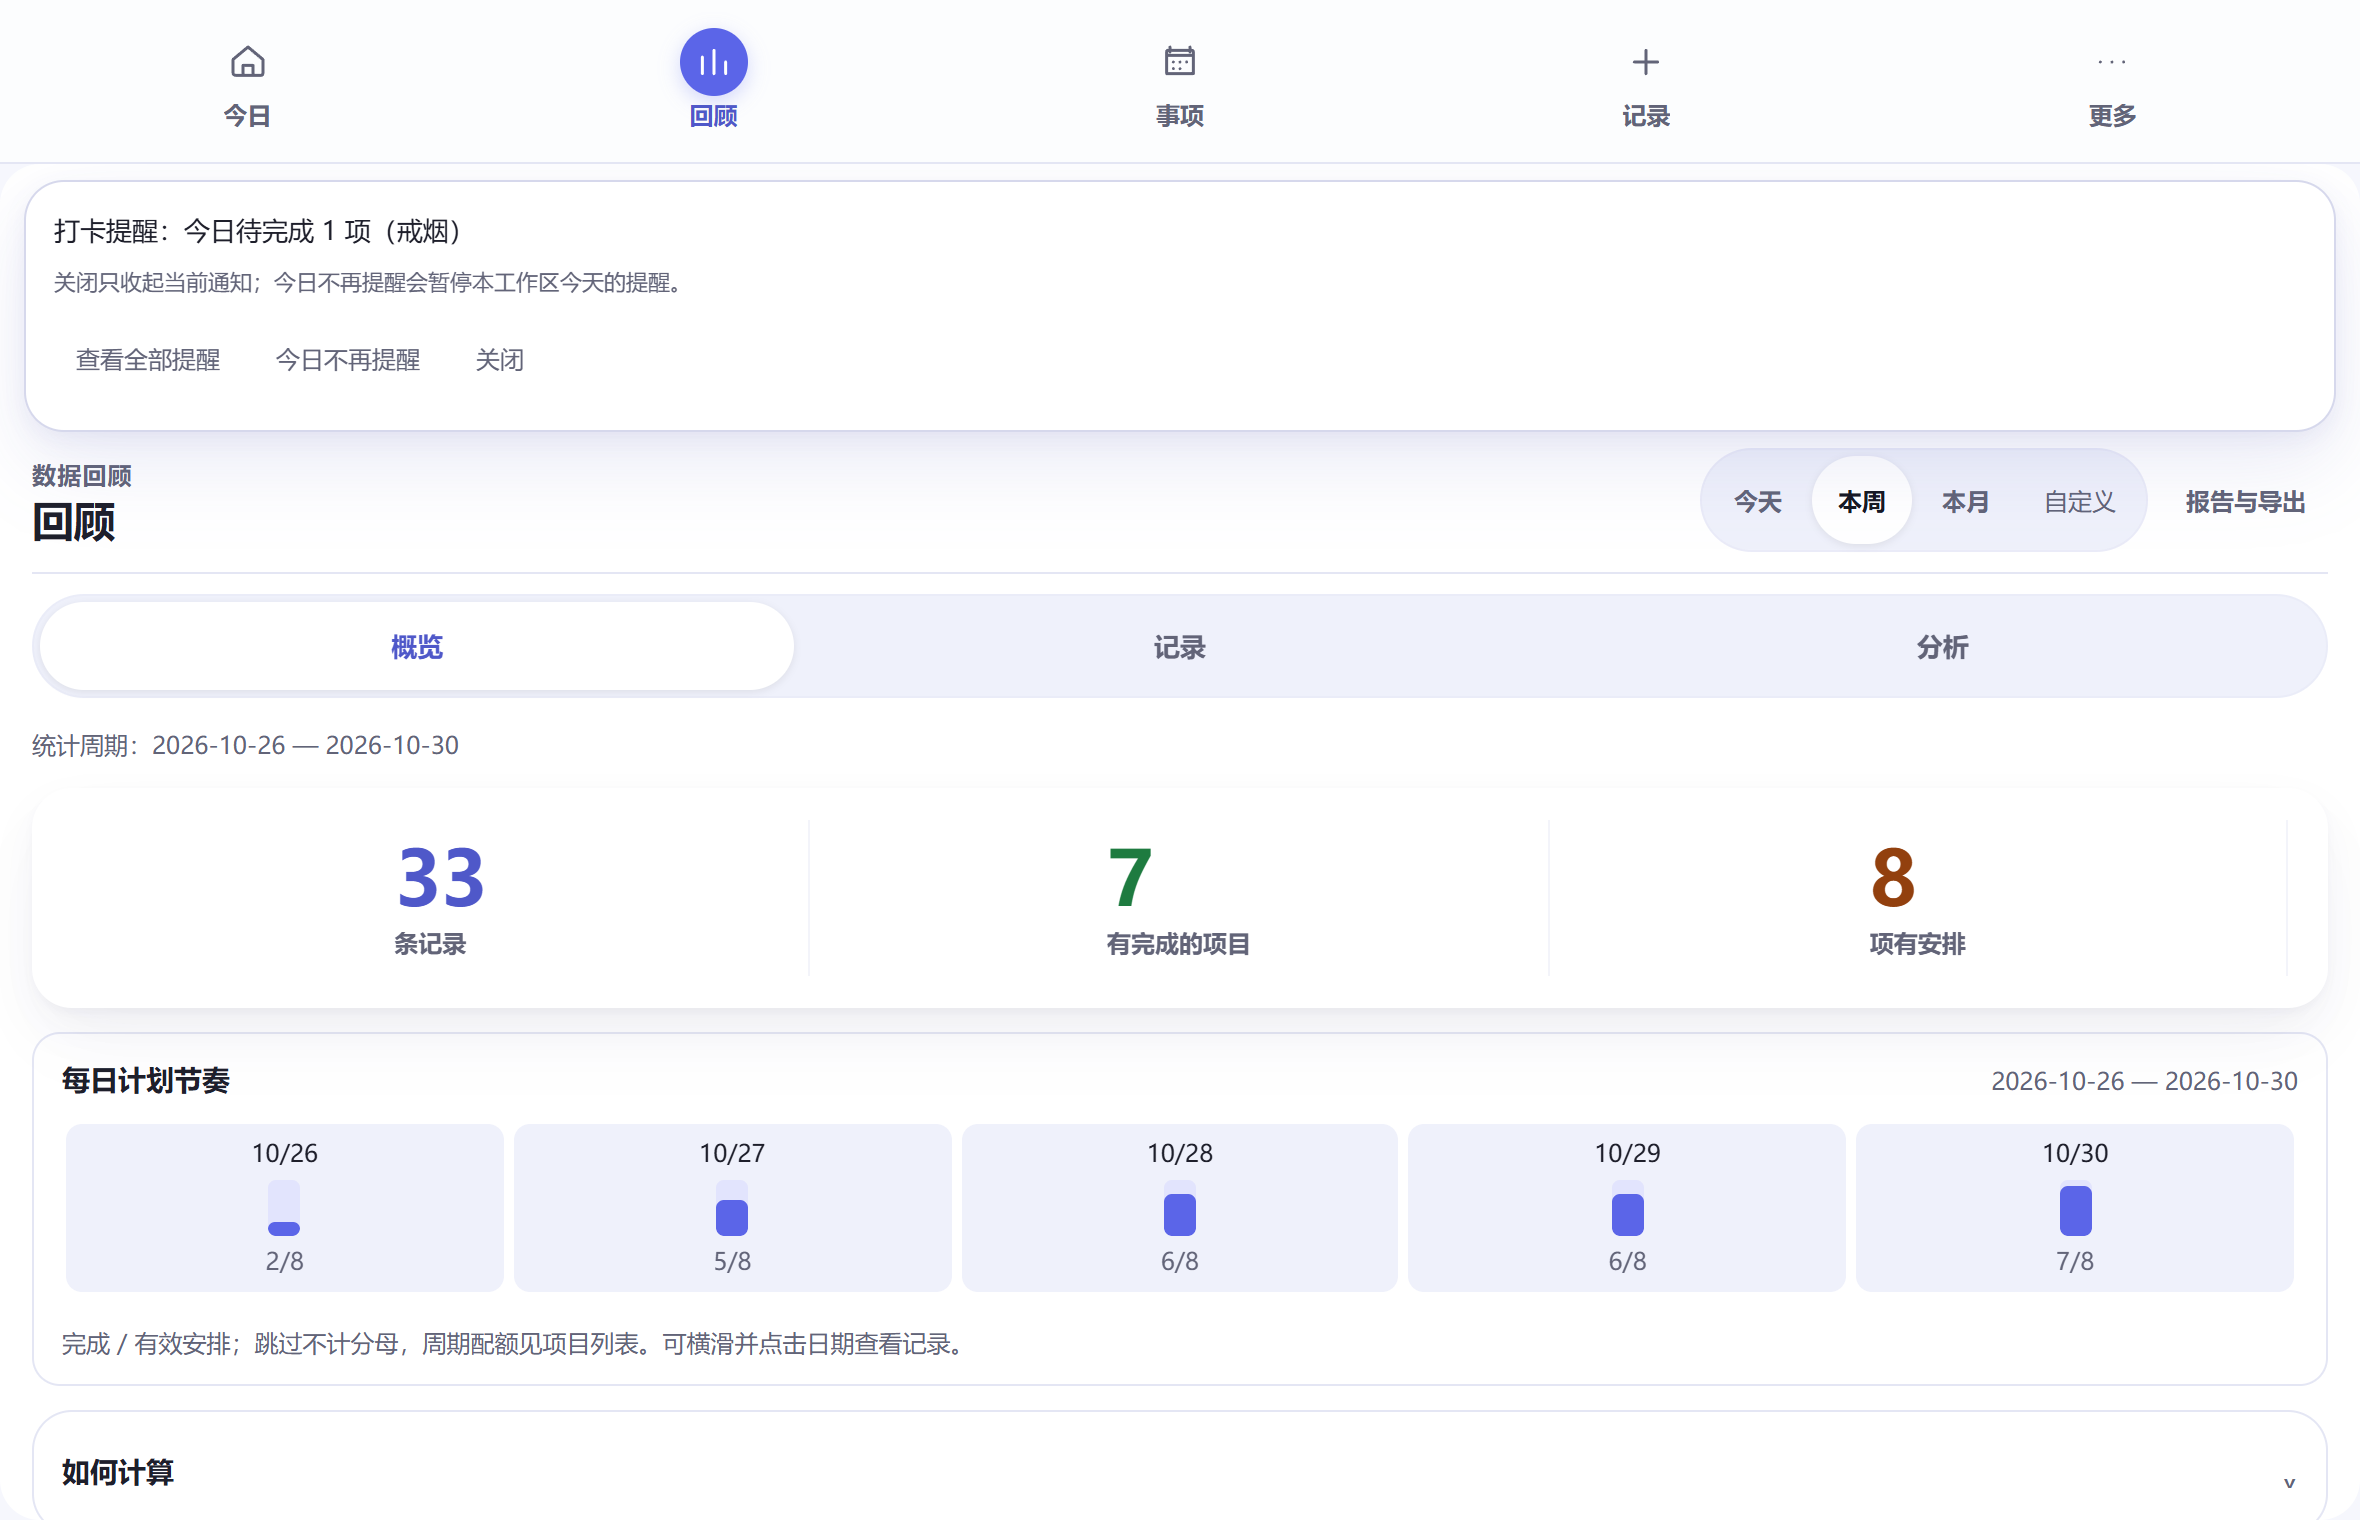 今日
回顾
事项
记录
更多
打卡提醒：今日待完成 1 项（戒烟）
关闭只收起当前通知；今日不再提醒会暂停本工作区今天的提醒。
查看全部提醒
今日不再提醒
关闭
数据回顾
回顾
今天
本周
本月
自定义
报告与导出
概览
记录
分析
统计周期：2026-10-26 — 2026-10-30
33
条记录
7
有完成的项目
8
项有安排
每日计划节奏
2026-10-26 — 2026-10-30
10/26
2/8
10/27
5/8
10/28
6/8
10/29
6/8
10/30
7/8
完成 / 有效安排；跳过不计分母，周期配额见项目列表。可横滑并点击日期查看记录。
如何计算